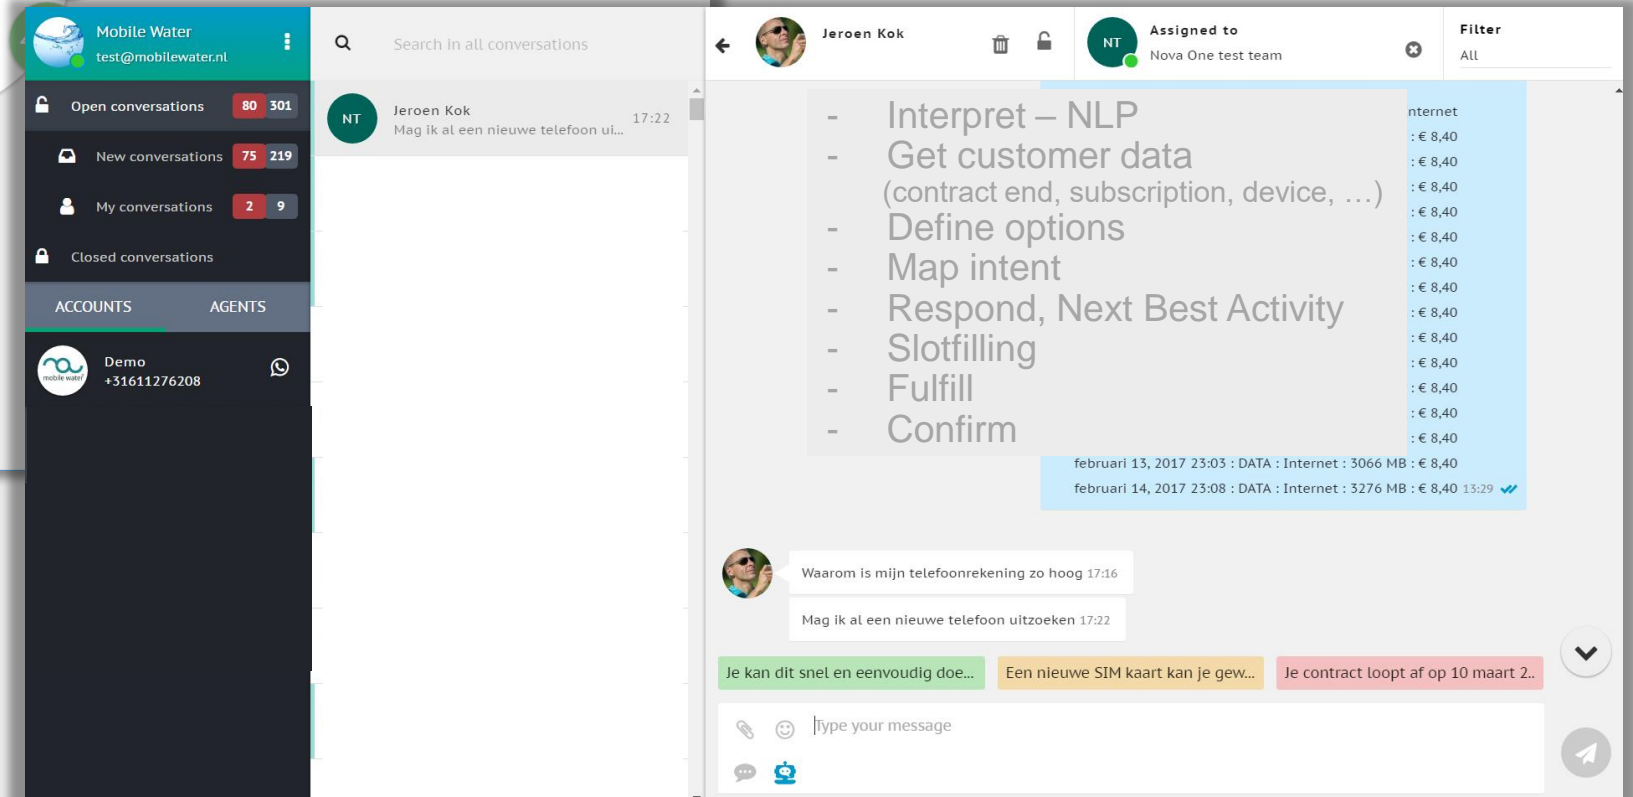 Mobile Water
test@mobilewater.nl
Open conversations 80 301
New conversations 75 219
My conversations 2 9
Closed conversations
ACCOUNTS AGENTS
mobile water
Demo
+31611276208
Search in all conversations
NT
Jeroen Kok
Mag ik al een nieuwe telefoon ui...
17:22
Jeroen Kok
NT
Assigned to
Nova One test team
Filter
All
- Interpret – NLP
- Get customer data
(contract end, subscription, device, …)
- Define options
- Map intent
- Respond, Next Best Activity
- Slotfilling
- Fulfill
- Confirm
nternet
: € 8,40
: € 8,40
: € 8,40
: € 8,40
: € 8,40
: € 8,40
: € 8,40
: € 8,40
: € 8,40
: € 8,40
: € 8,40
: € 8,40
: € 8,40
februari 13, 2017 23:03 : DATA : Internet : 3066 MB : € 8,40
februari 14, 2017 23:08 : DATA : Internet : 3276 MB : € 8,40 13:29
Waarom is mijn telefoonrekening zo hoog 17:16
Mag ik al een nieuwe telefoon uitzoeken 17:22
Je kan dit snel en eenvoudig doe...
Een nieuwe SIM kaart kan je gew...
Je contract loopt af op 10 maart 2..
Type your message